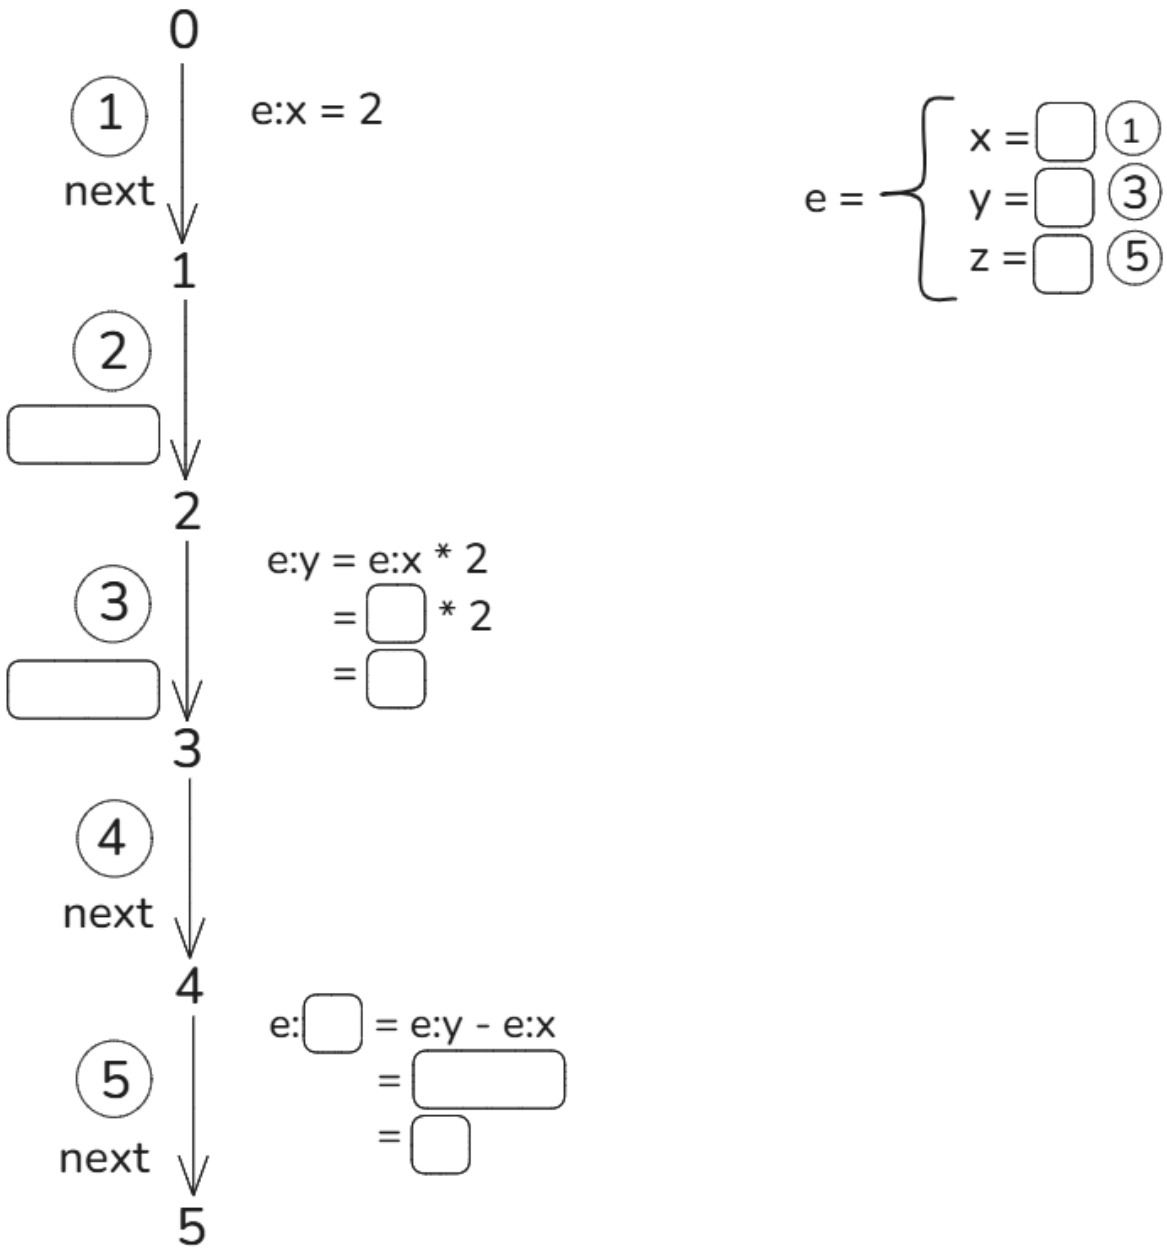 0
1
e:x = 2
next
1
2
2
3
e:y = e:x * 2
= * 2
=
3
4
next
4
e: = e:y - e:x
=
5
=
next
5
e =
x = 1
y = 3
z = 5